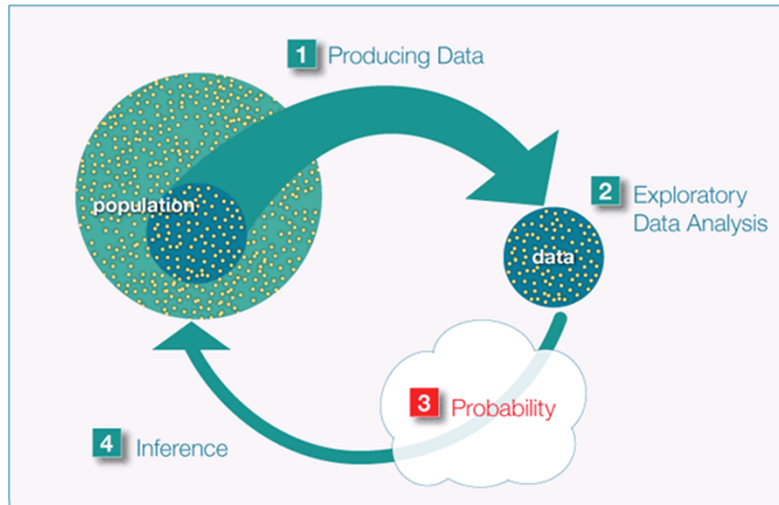 1 Producing Data
population
2 Exploratory
Data Analysis
data
3 Probability
4 Inference